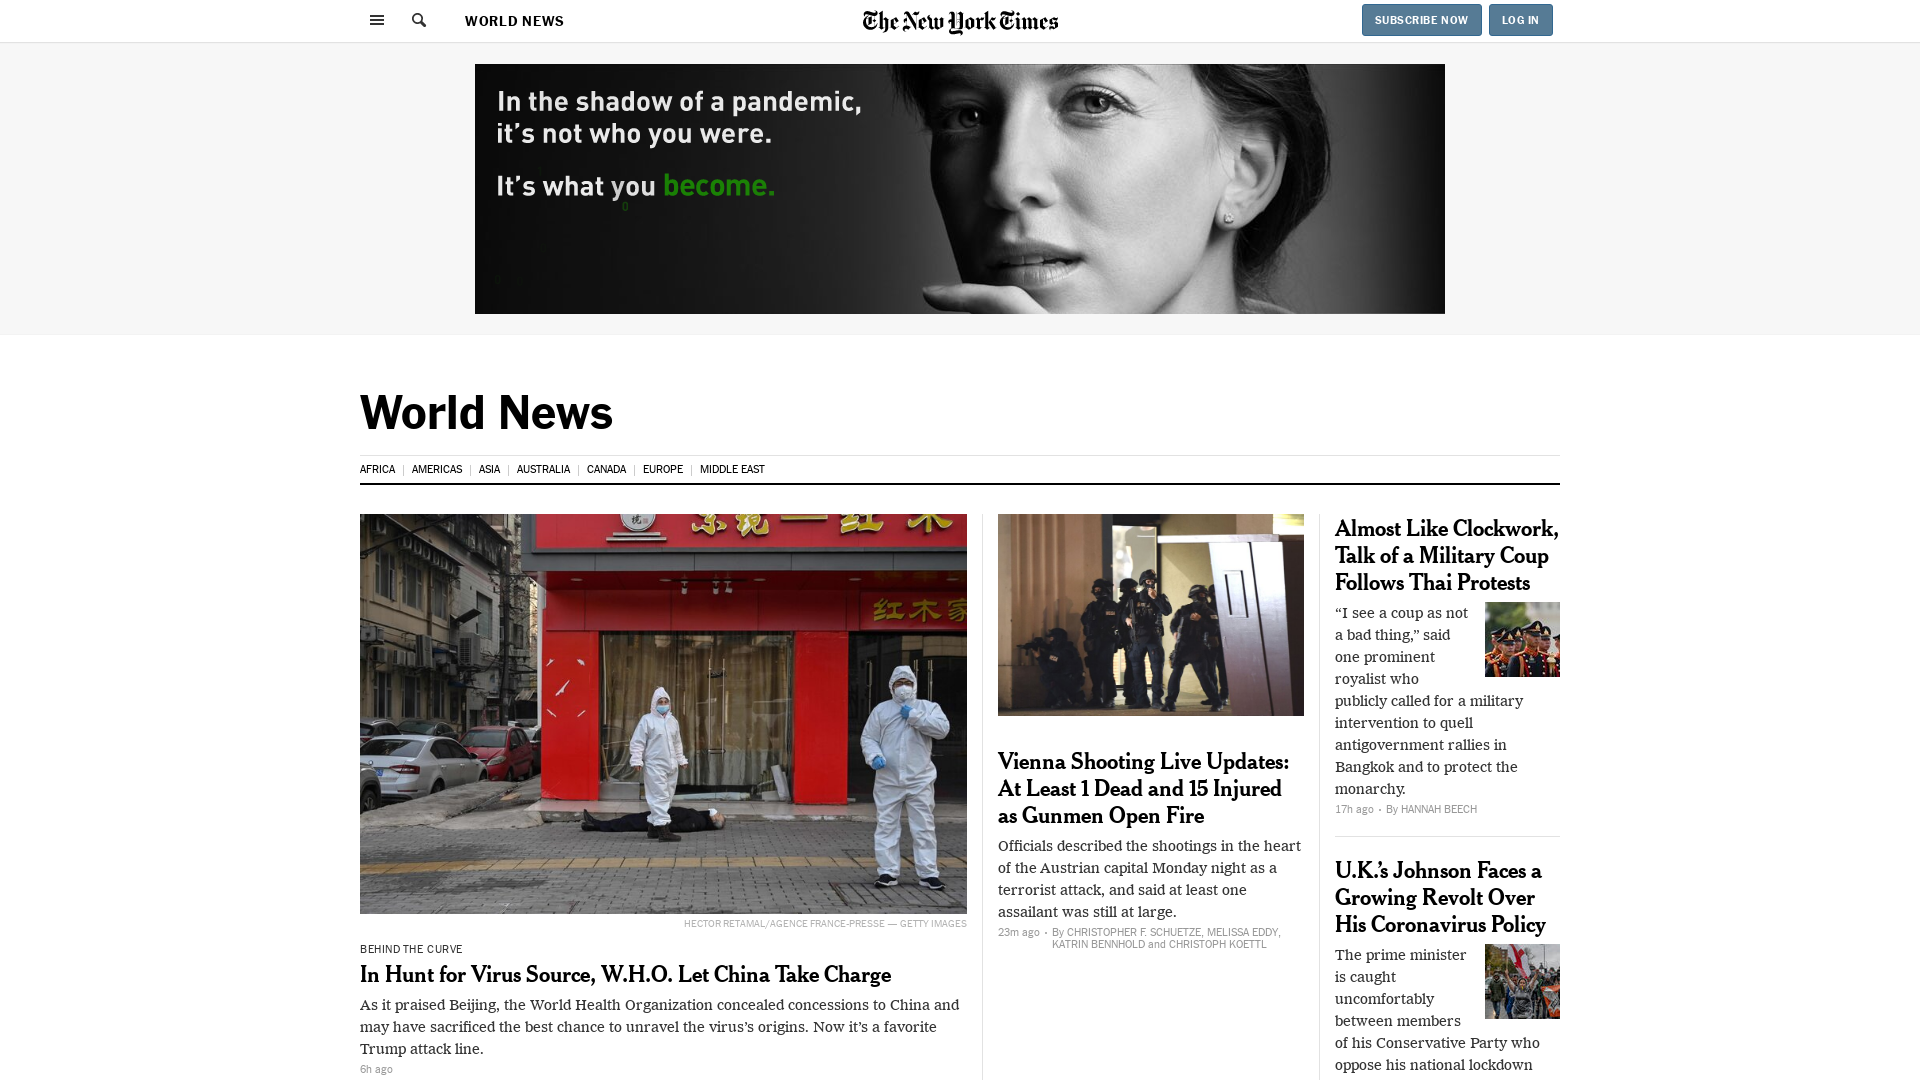 WORLD NEWS
The New York Times
SUBSCRIBE NOW
LOG IN
In the shadow of a pandemic,
it's not who you were.
It's what you become.
0
World News
AFRICA
AMERICAS
ASIA
AUSTRALIA
CANADA
EUROPE
MIDDLE EAST
红木家
HECTOR RETAMAL/AGENCE FRANCE-PRESSE — GETTY IMAGES
BEHIND THE CURVE
In Hunt for Virus Source, W.H.O. Let China Take Charge
As it praised Beijing, the World Health Organization concealed concessions to China and
may have sacrificed the best chance to unravel the virus’s origins. Now it’s a favorite
Trump attack line.
6h ago
Vienna Shooting Live Updates:
At Least 1 Dead and 15 Injured
as Gunmen Open Fire
Officials described the shootings in the heart
of the Austrian capital Monday night as a
terrorist attack, and said at least one
assailant was still at large.
23m ago • By CHRISTOPHER F. SCHUETZE, MELISSA EDDY,
KATRIN BENNHOLD and CHRISTOPH KOETTL
Almost Like Clockwork,
Talk of a Military Coup
Follows Thai Protests
“I see a coup as not
a bad thing,” said
one prominent
royalist who
publicly called for a military
intervention to quell
antigovernment rallies in
Bangkok and to protect the
monarchy.
17h ago • By HANNAH BEECH
U.K.’s Johnson Faces a
Growing Revolt Over
His Coronavirus Policy
The prime minister
is caught
uncomfortably
between members
of his Conservative Party who
oppose his national lockdown